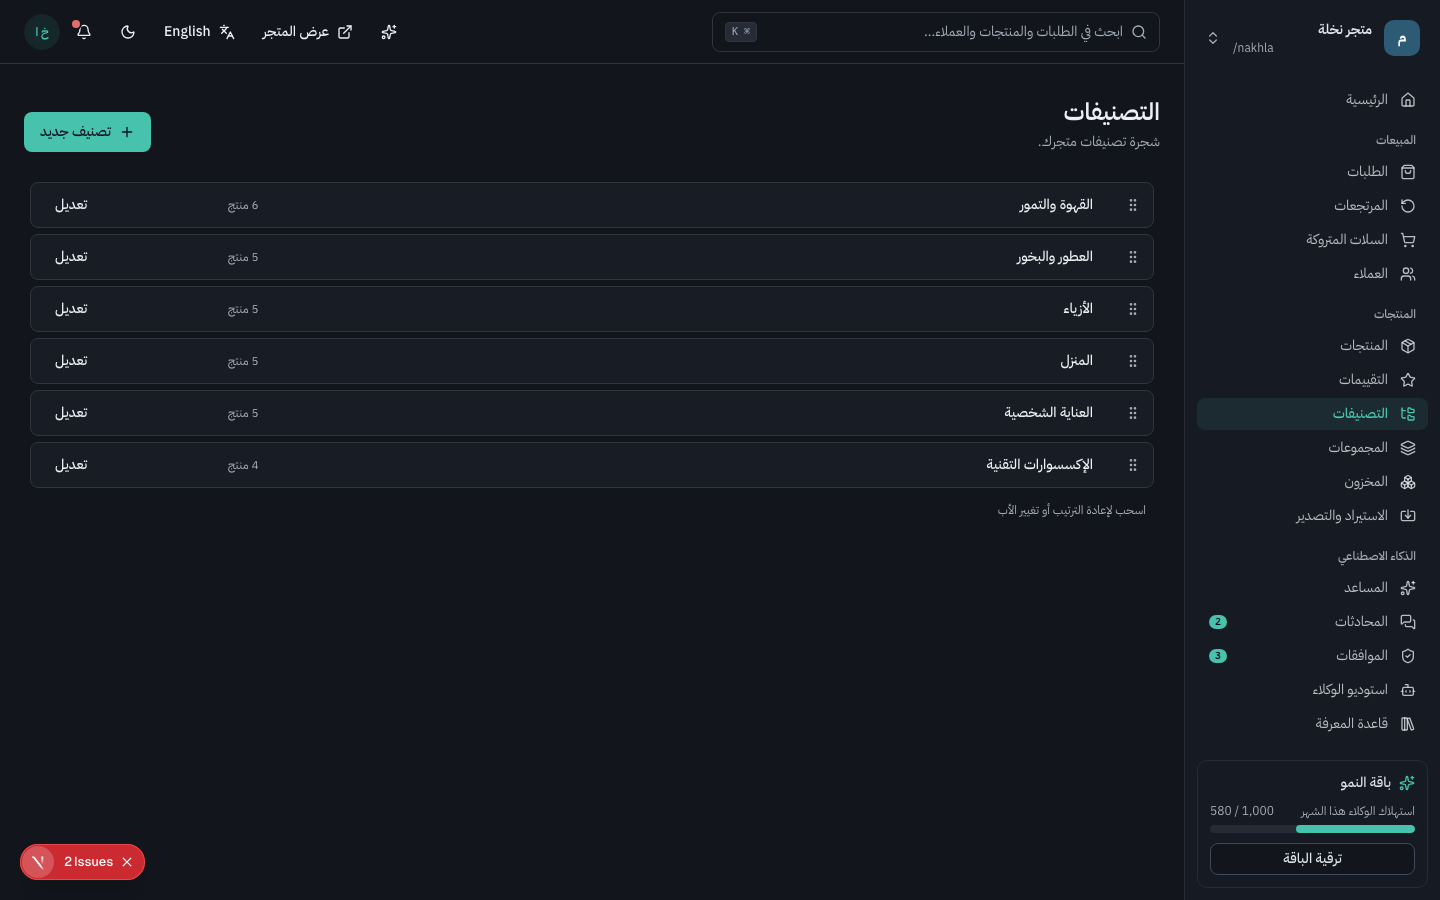 متجر نخلة
/nakhla
الرئيسية
المبيعات
الطلبات
المرتجعات
السلات المتروكة
العملاء
المنتجات
المنتجات
التقييمات
التصنيفات
المجموعات
المخزون
الاستيراد والتصدير
الذكاء الاصطناعي
المساعد
المحادثات 2
الموافقات 3
استوديو الوكلاء
قاعدة المعرفة
باقة النمو
استهلاك الوكلاء هذا الشهر 580 / 1,000
ترقية الباقة
ابحث في الطلبات والمنتجات والعملاء... ⌘ K
عرض المتجر
English
خ ا
التصنيفات
شجرة تصنيفات متجرك.
تصنيف جديد
القهوة والتمور 6 منتج تعديل
العطور والبخور 5 منتج تعديل
الأزياء 5 منتج تعديل
المنزل 5 منتج تعديل
العناية الشخصية 5 منتج تعديل
الإكسسوارات التقنية 4 منتج تعديل
اسحب لإعادة الترتيب أو تغيير الأب
2 Issues
م